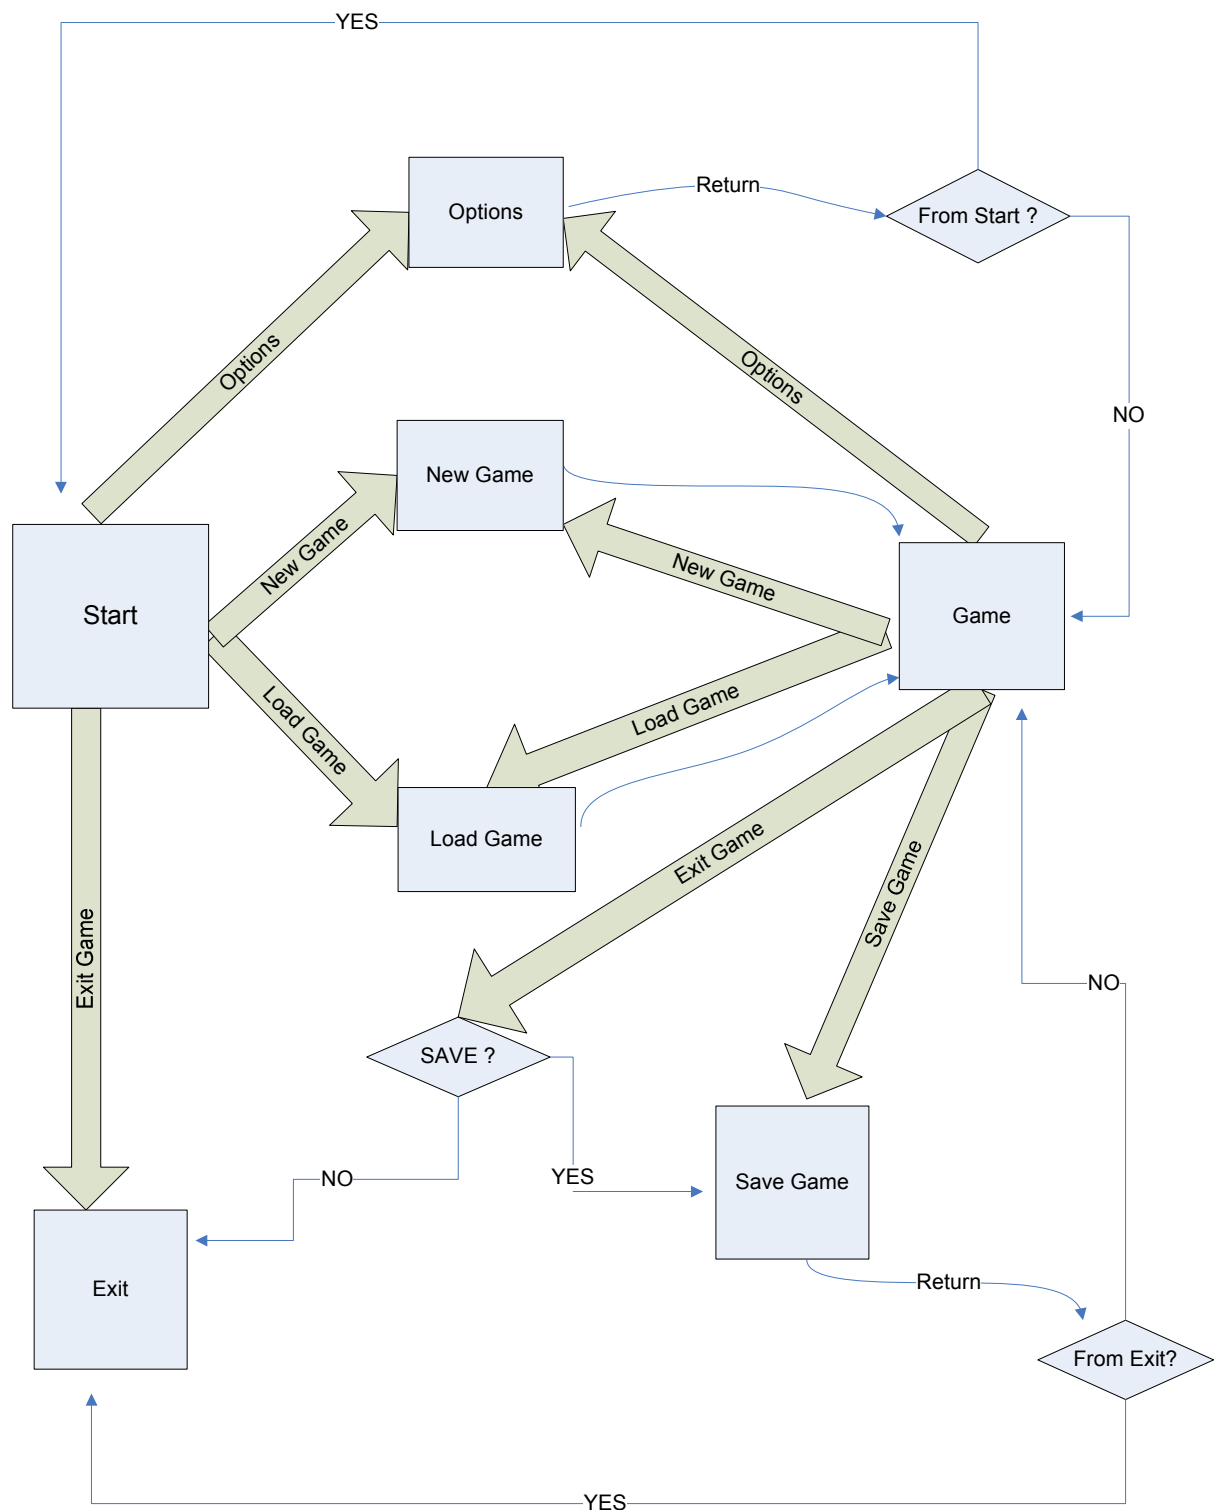 YES
Options
Return
From Start ?
Options
Options
NO
New Game
New Game
New Game
Start
Game
Load Game
Load Game
Load Game
Exit Game
Save Game
Exit Game
NO
SAVE ?
NO
YES
Save Game
Exit
Return
From Exit?
YES